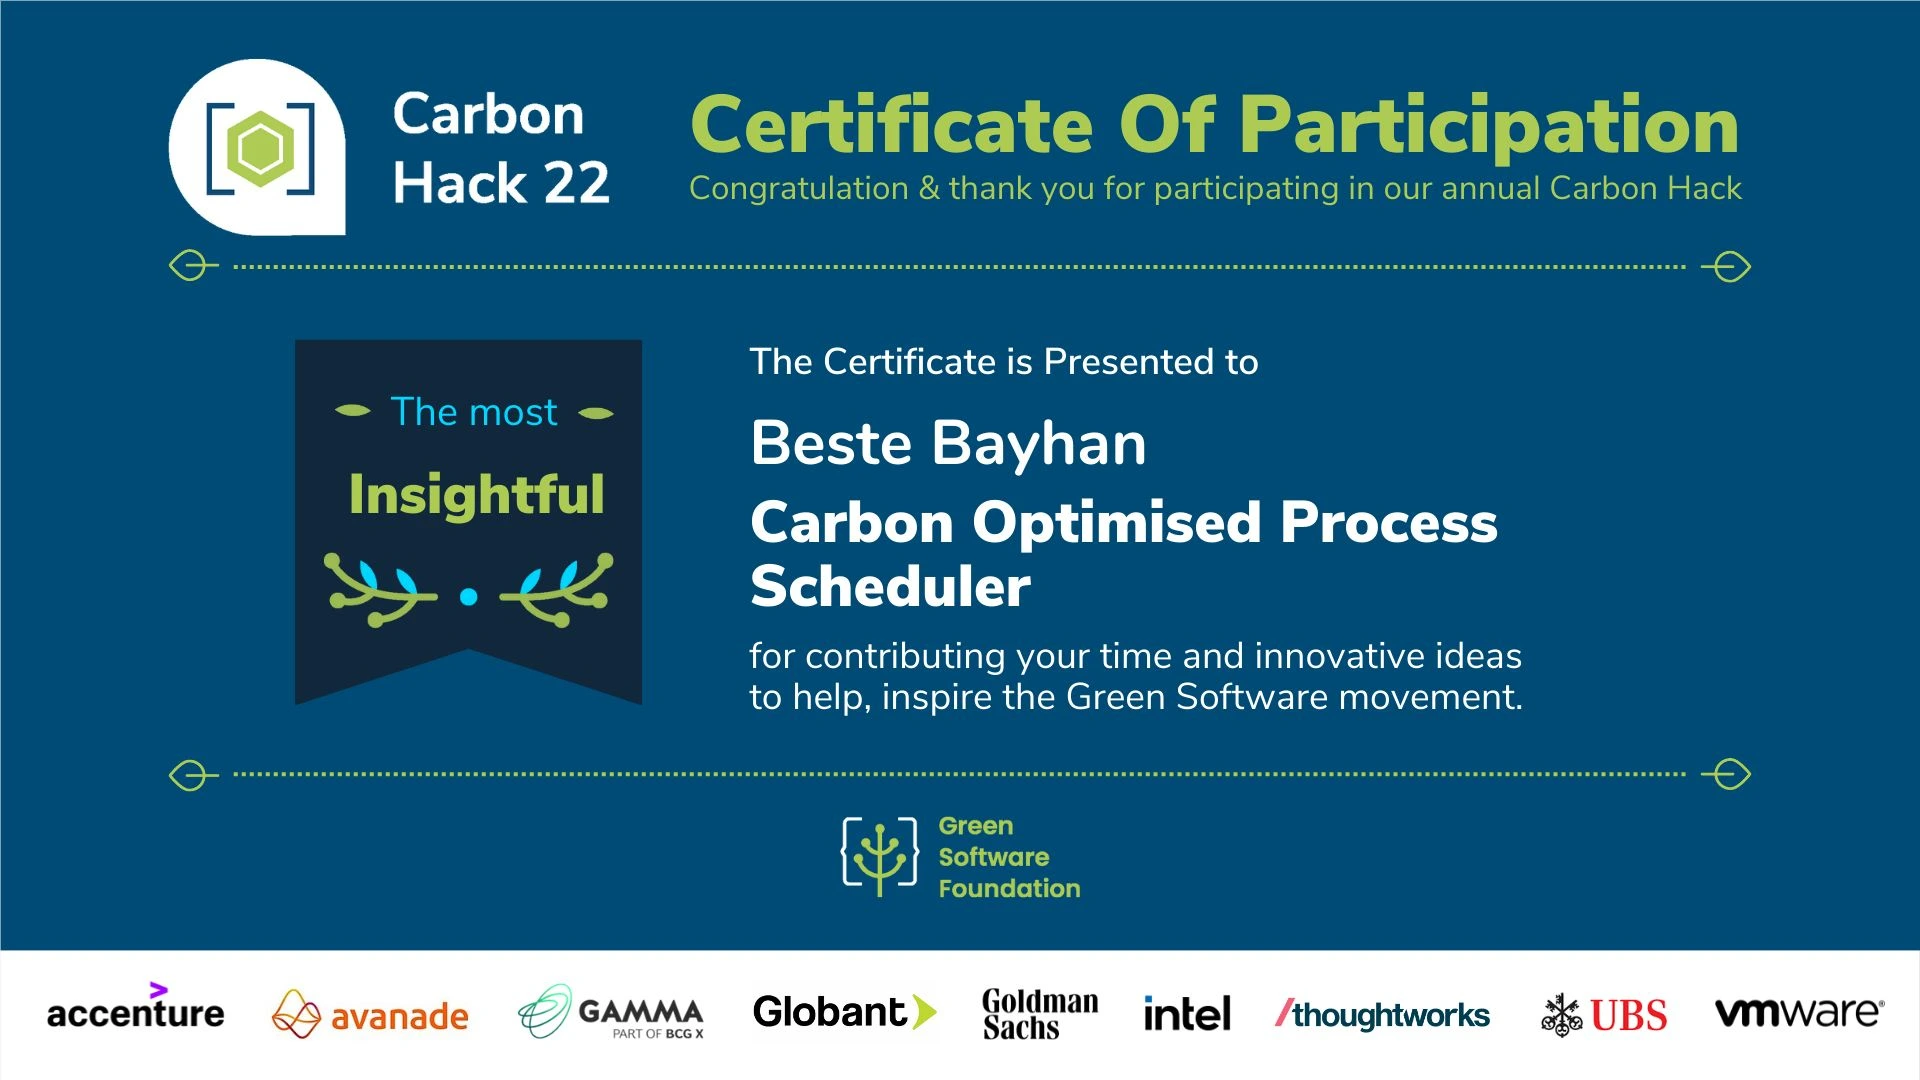 Carbon
Hack 22
Certificate Of Participation
Congratulation & thank you for participating in our annual Carbon Hack
The most
Insightful
The Certificate is Presented to
Beste Bayhan
Carbon Optimised Process
Scheduler
for contributing your time and innovative ideas
to help, inspire the Green Software movement.
Green
Software
Foundation
accenture
avanade
GAMMA
PART OF BCG X
Globant
Goldman
Sachs
intel
/thoughtworks
UBS
vmware®